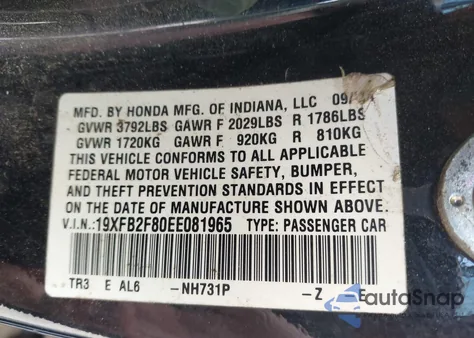 MFD. BY HONDA MFG. OF INDIANA, LLC 09/
GVWR 3792LBS GAWR F 2029LBS R 1786LBS
GVWR 1720KG GAWR F 920KG R 810KG
THIS VEHICLE CONFORMS TO ALL APPLICABLE
FEDERAL MOTOR VEHICLE SAFETY, BUMPER,
AND THEFT PREVENTION STANDARDS IN EFFECT
ON THE DATE OF MANUFACTURE SHOWN ABOVE.
V.I.N.:19XFB2F80EE081965 TYPE: PASSENGER CAR
TR3 E AL6 -NH731P -Z -E
autoSnap